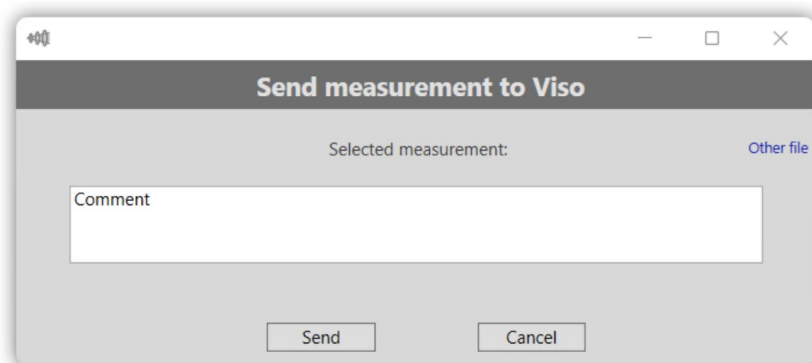 Send measurement to Viso
Selected measurement:
Other file
Comment
Send
Cancel